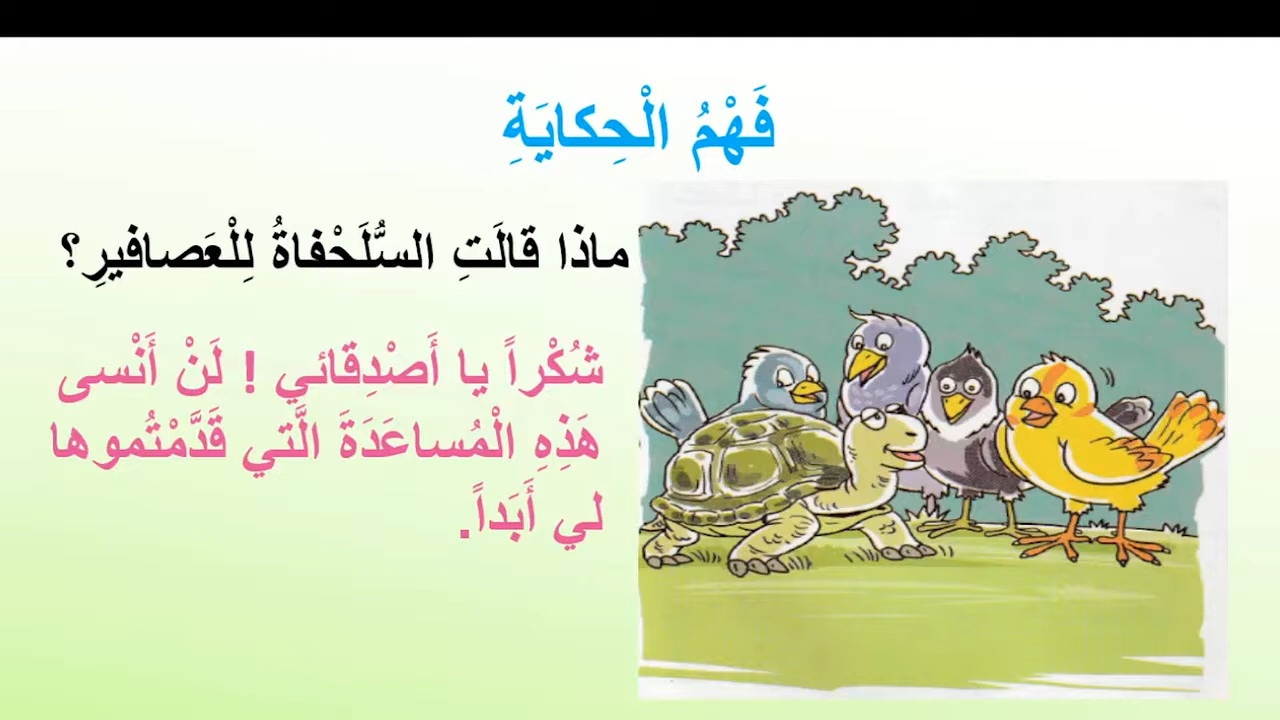 فَهْمُ الْحِكايَةِ
ماذا قالَتِ السُّلَحْفاةُ لِلْعَصافيرِ؟
شُكْراً يا أَصْدِقائي ! لَنْ أَنْسى
هَذِهِ الْمُساعَدَةَ الَّتي قَدَّمْتُموها
لي أَبَداً.